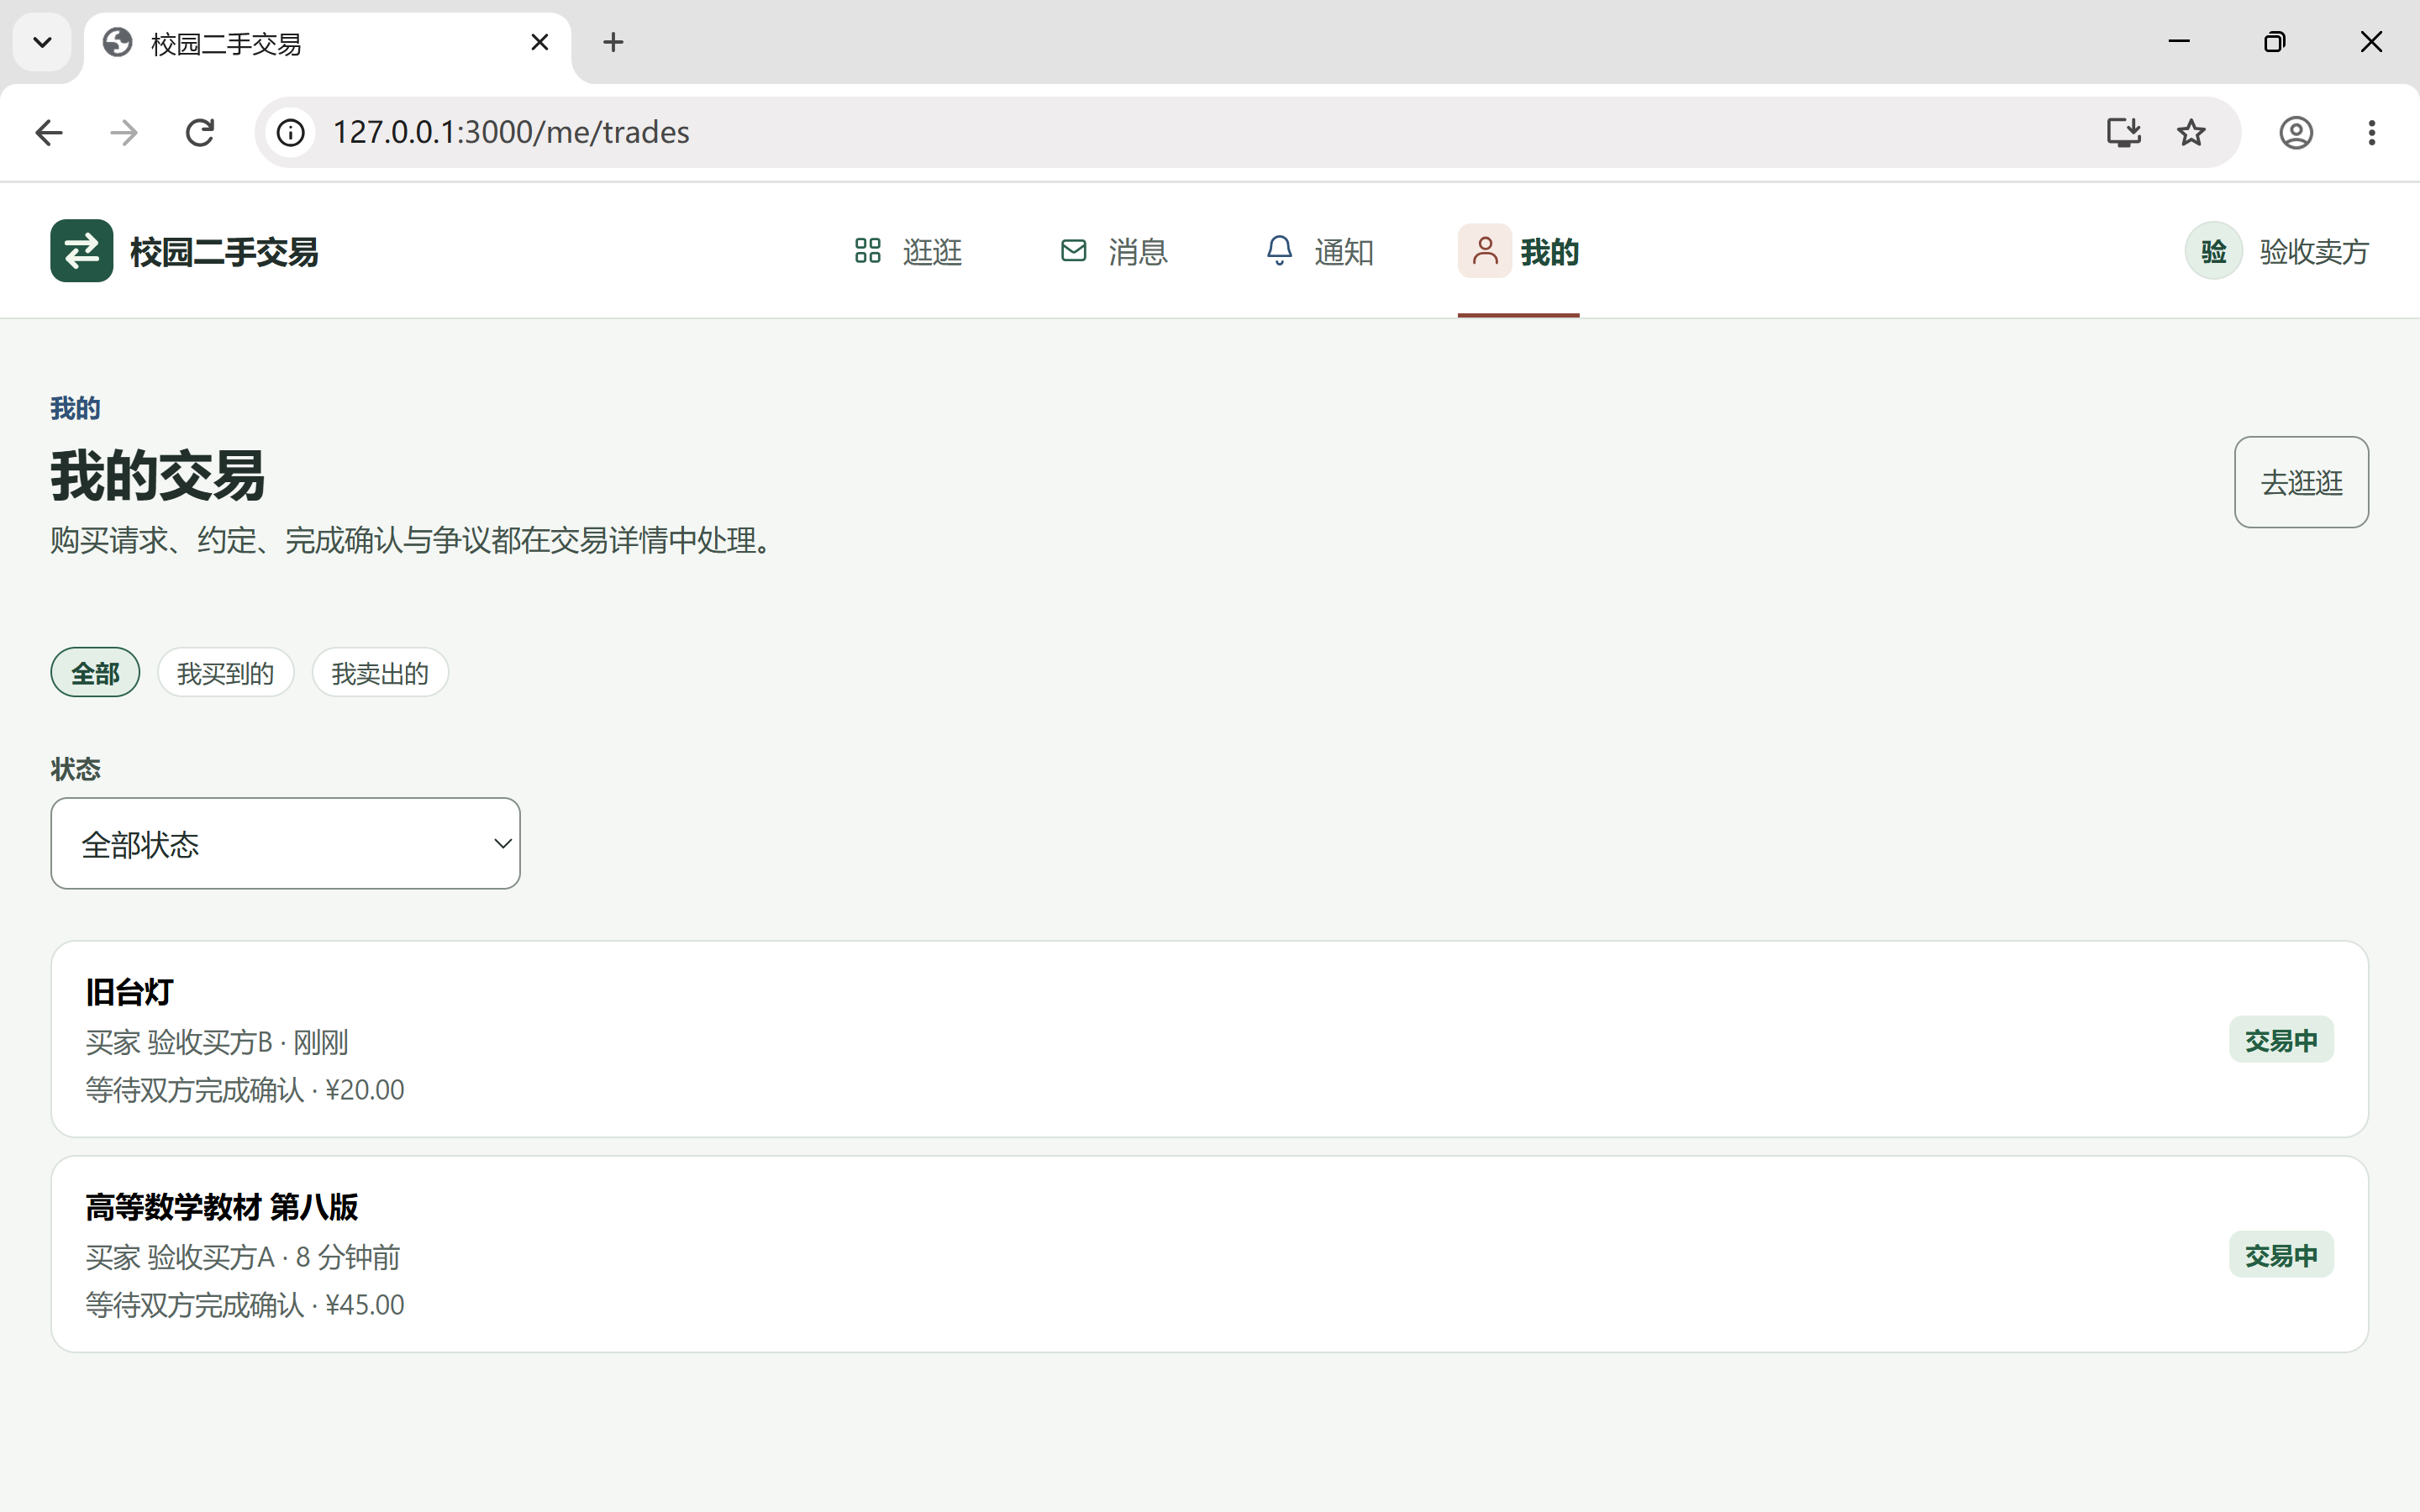 校园二手交易
127.0.0.1:3000/me/trades
校园二手交易
逛逛
消息
通知
我的
验
验收卖方
我的
我的交易
购买请求、约定、完成确认与争议都在交易详情中处理。
去逛逛
全部
我买到的
我卖出的
状态
全部状态
旧台灯
买家 验收买方B · 刚刚
等待双方完成确认 · ¥20.00
交易中
高等数学教材 第八版
买家 验收买方A · 8 分钟前
等待双方完成确认 · ¥45.00
交易中